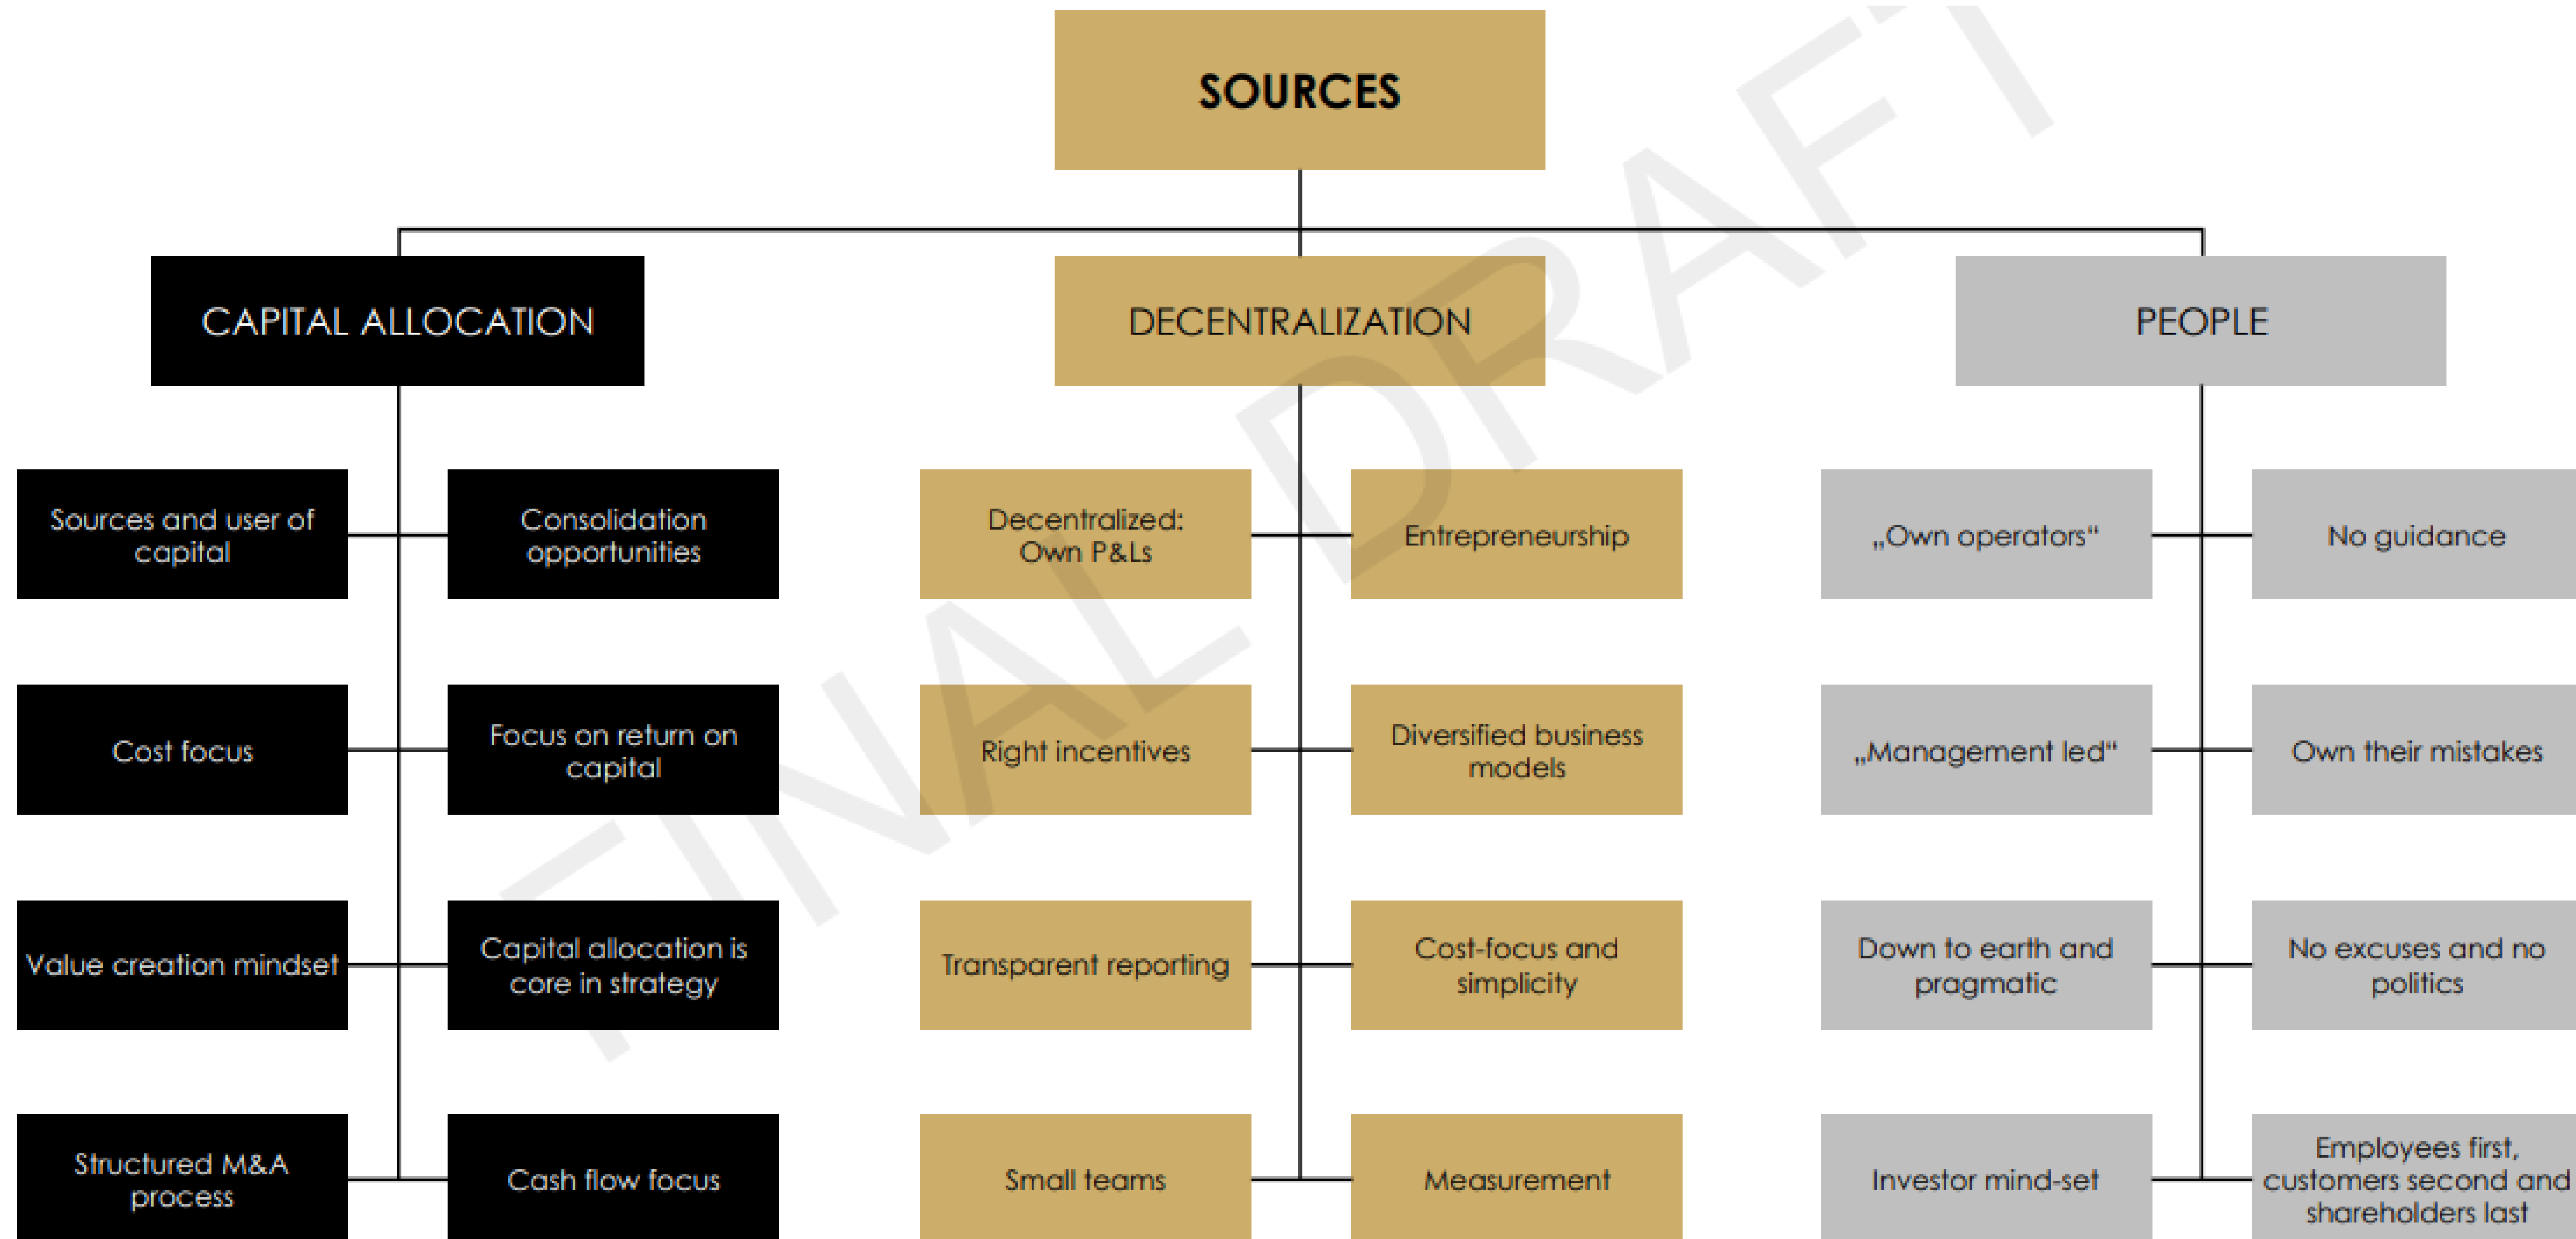 SOURCES
CAPITAL ALLOCATION
DECENTRALIZATION
PEOPLE
Sources and user of
capital
Consolidation
opportunities
Decentralized:
Own P&Ls
Entrepreneurship
„Own operators“
No guidance
Cost focus
Focus on return on
capital
Right incentives
Diversified business
models
„Management led“
Own their mistakes
Value creation mindset
Capital allocation is
core in strategy
Transparent reporting
Cost-focus and
simplicity
Down to earth and
pragmatic
No excuses and no
politics
Structured M&A
process
Cash flow focus
Small teams
Measurement
Investor mind-set
Employees first,
customers second and
shareholders last
FINAL DRAFT